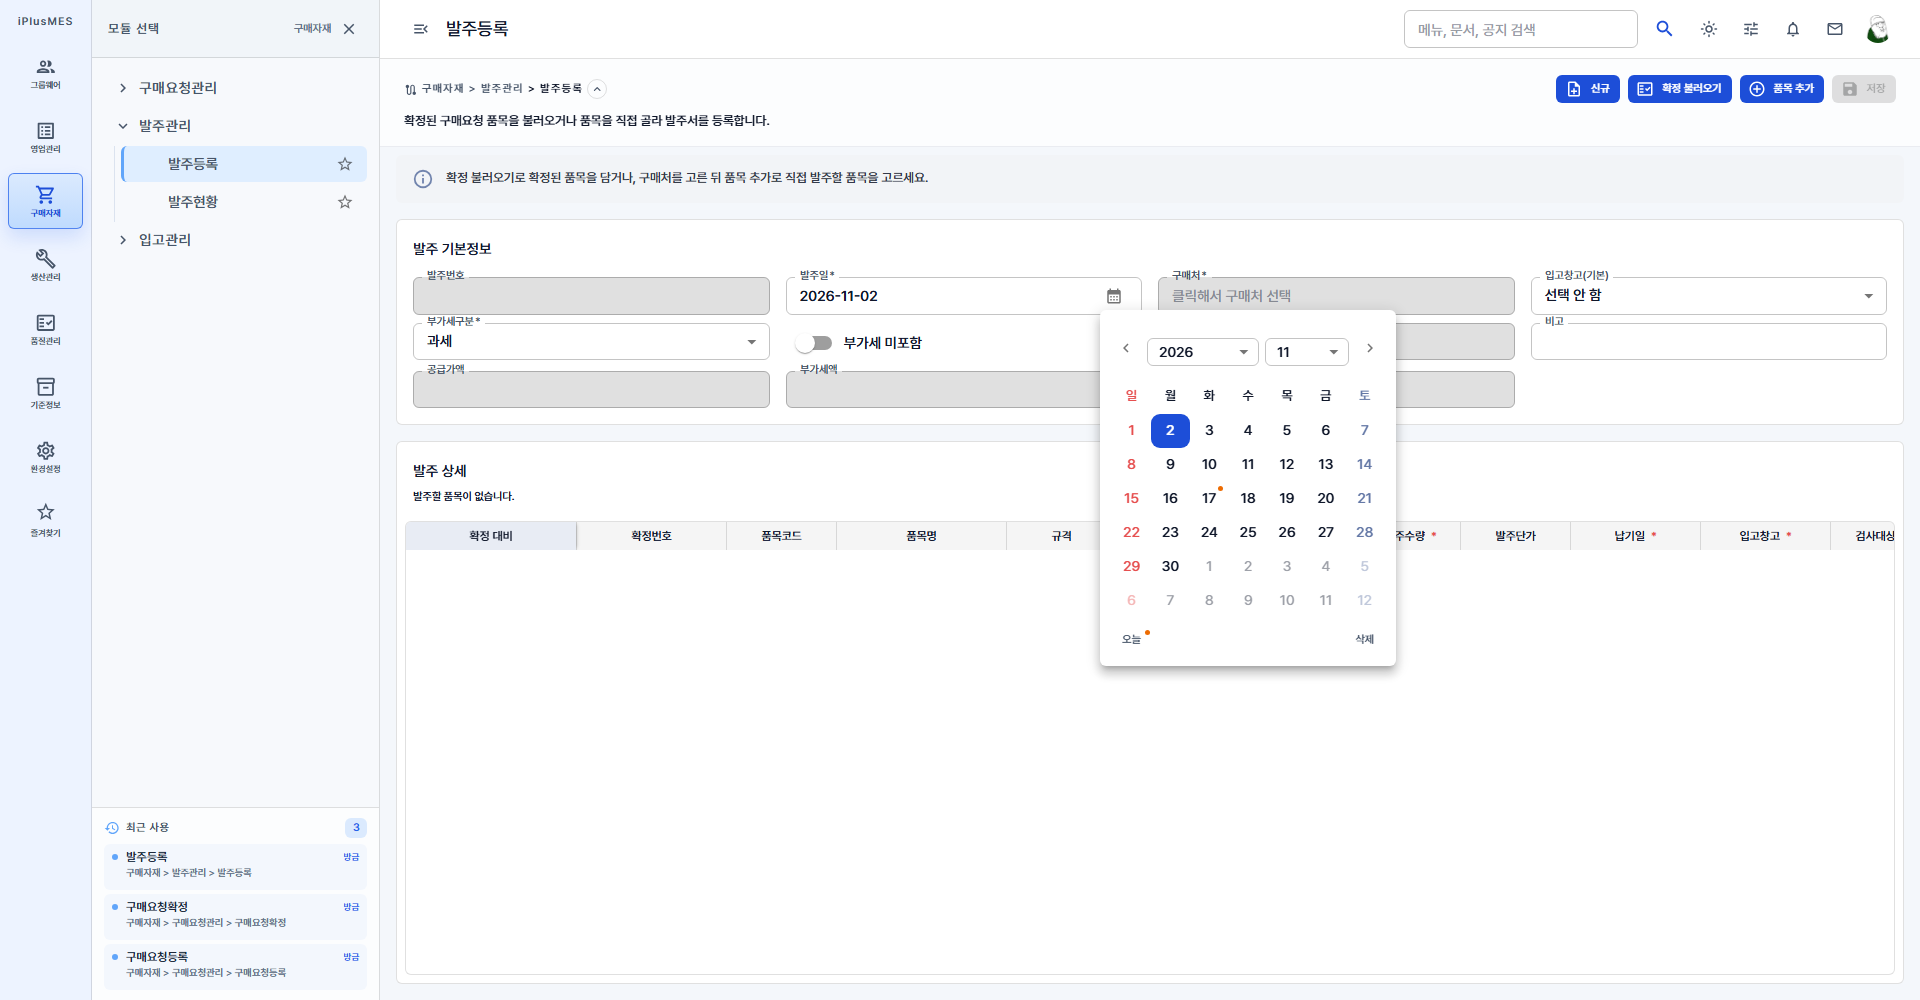 iPlusMES
그룹웨어
영업관리
구매자재
생산관리
품질관리
기준정보
환경설정
즐겨찾기
모듈 선택
구매자재
구매요청관리
발주관리
발주등록
발주현황
입고관리
최근 사용
3
발주등록
방금
구매자재 > 발주관리 > 발주등록
구매요청확정
방금
구매자재 > 구매요청관리 > 구매요청확정
구매요청등록
방금
구매자재 > 구매요청관리 > 구매요청등록
발주등록
메뉴, 문서, 공지 검색
구매자재 > 발주관리 > 발주등록
신규
확정 불러오기
품목 추가
저장
확정된 구매요청 품목을 불러오거나 품목을 직접 골라 발주서를 등록합니다.
확정 불러오기로 확정된 품목을 담거나, 구매처를 고른 뒤 품목 추가로 직접 발주할 품목을 고르세요.
발주 기본정보
발주번호
발주일*
2026-11-02
구매처*
클릭해서 구매처 선택
입고창고(기본)
선택 안 함
부가세구분*
과세
부가세 미포함
비고
공급가액
부가세액
2026
11
일 월 화 수 목 금 토
1 2 3 4 5 6 7
8 9 10 11 12 13 14
15 16 17 18 19 20 21
22 23 24 25 26 27 28
29 30 1 2 3 4 5
6 7 8 9 10 11 12
오늘
삭제
발주 상세
발주할 품목이 없습니다.
확정 대비
확정번호
품목코드
품목명
규격
주수량 *
발주단가
납기일 *
입고창고 *
검사대상